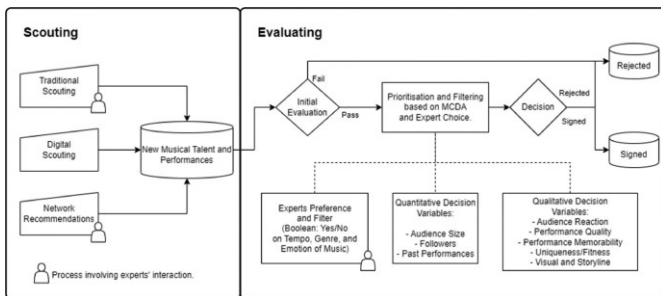 Scouting
Traditional
Scouting
Digital
Scouting
Network
Recommendations
New Musical Talent and
Performances
Process involving experts' interaction.
Evaluating
Initial
Evaluation
Fail
Pass
Prioritisation and Filtering
based on MCDA
and Expert Choice.
Decision
Rejected
Signed
Rejected
Signed
Experts Preference
and Filter
(Boolean: Yes/No
on Tempo, Genre, and
Emotion of Music)
Quantitative Decision
Variables:
- Audience Size
- Followers
- Past Performances
Qualitative Decision
Variables:
- Audience Reaction
- Performance Quality
- Performance Memorability
- Uniqueness/Fitness
- Visual and Storyline